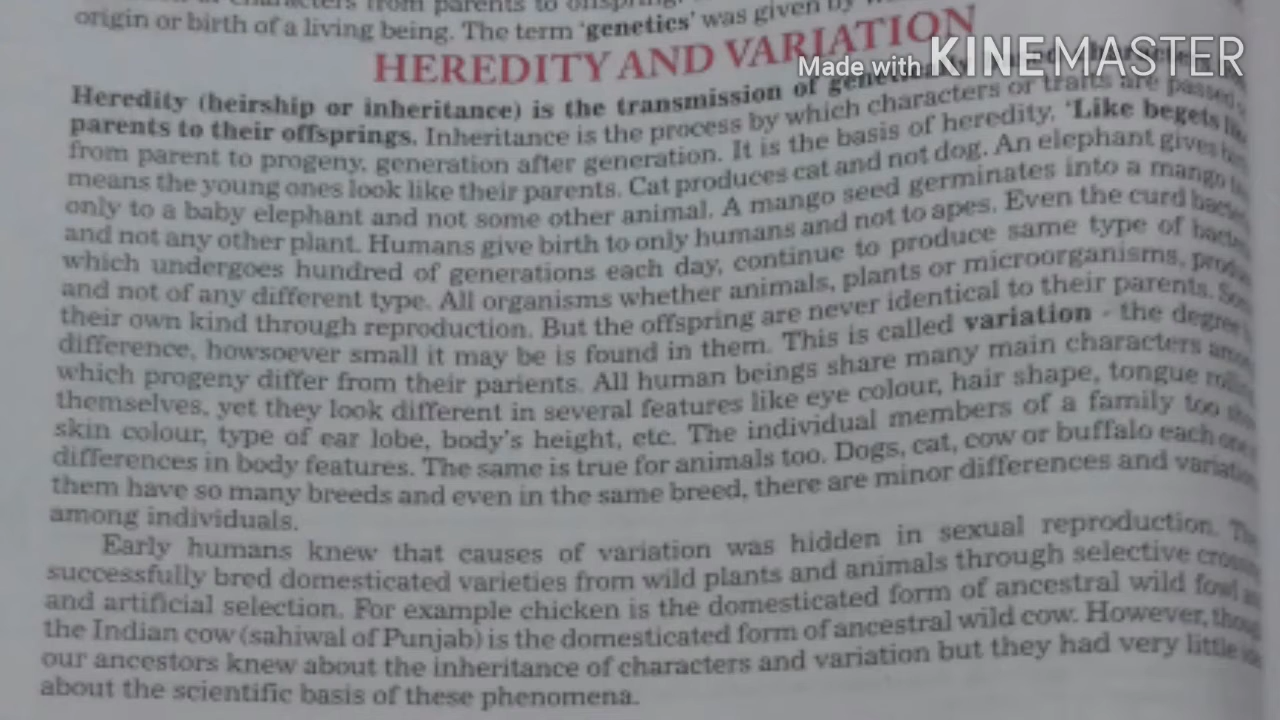 characters from parents to offspring.
origin or birth of a living being. The term 'genetics' was given by
HEREDITY AND VARIATION
Made with KINEMASTER
Heredity (heirship or inheritance) is the transmission of
parents to their offsprings. Inheritance is the process by which characters or traits are passed
from parent to progeny, generation after generation. It is the basis of heredity. 'Like begets
means the young ones look like their parents. Cat produces cat and not dog. An elephant gives
only to a baby elephant and not some other animal. A mango seed germinates into a mango
and not any other plant. Humans give birth to only humans and not to apes. Even the curd
which undergoes hundred of generations each day, continue to produce same type of
and not of any different type. All organisms whether animals, plants or microorganisms,
their own kind through reproduction. But the offspring are never identical to their parents.
difference, howsoever small it may be is found in them. This is called variation - the degree
which progeny differ from their parients. All human beings share many main characters
themselves, yet they look different in several features like eye colour, hair shape, tongue
skin colour, type of ear lobe, body's height, etc. The individual members of a family too
differences in body features. The same is true for animals too. Dogs, cat, cow or buffalo each
them have so many breeds and even in the same breed, there are minor differences and
among individuals.
Early humans knew that causes of variation was hidden in sexual reproduction.
successfully bred domesticated varieties from wild plants and animals through selective
and artificial selection. For example chicken is the domesticated form of ancestral wild fowl
the Indian cow (sahiwal of Punjab) is the domesticated form of ancestral wild cow. However,
our ancestors knew about the inheritance of characters and variation but they had very little
about the scientific basis of these phenomena.